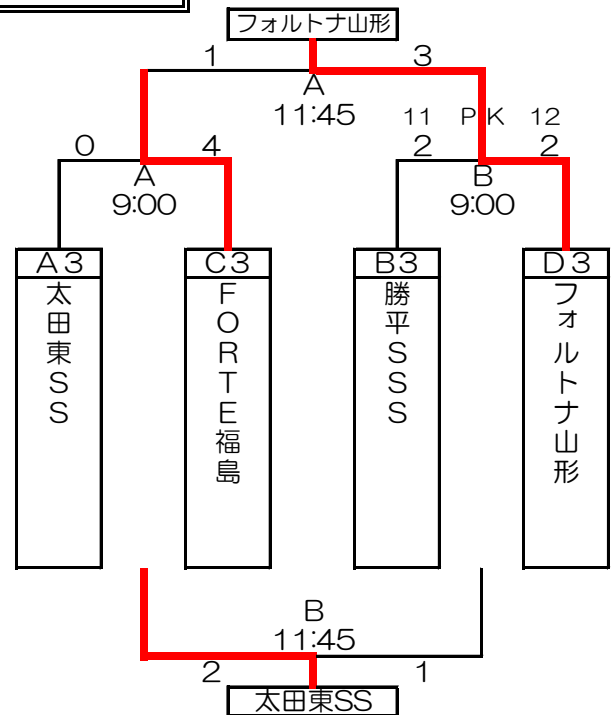 フォルトナ山形
1 3
A
11:45
11 PK 12
0 4 2 2
A B
9:00 9:00
A3 C3 B3 D3
太田東SS
FORTE福島
勝平SSS
フォルトナ山形
B
11:45
2 1
太田東SS